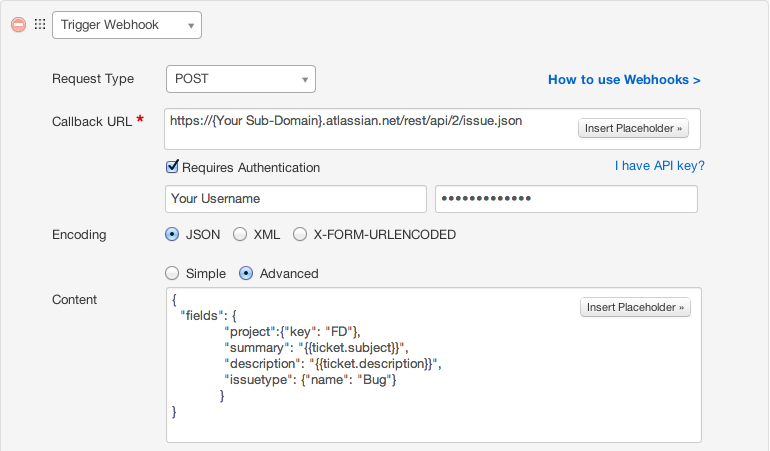 Trigger Webhook
Request Type
POST
How to use Webhooks >
Callback URL *
https://{Your Sub-Domain}.atlassian.net/rest/api/2/issue.json
Insert Placeholder »
Requires Authentication
I have API key?
Your Username
•••••••••••••
Encoding
JSON
XML
X-FORM-URLENCODED
Simple
Advanced
Content
Insert Placeholder »
{
"fields": {
"project":{"key": "FD"},
"summary": "{{ticket.subject}}",
"description": "{{ticket.description}}",
"issuetype": {"name": "Bug"}
}
}